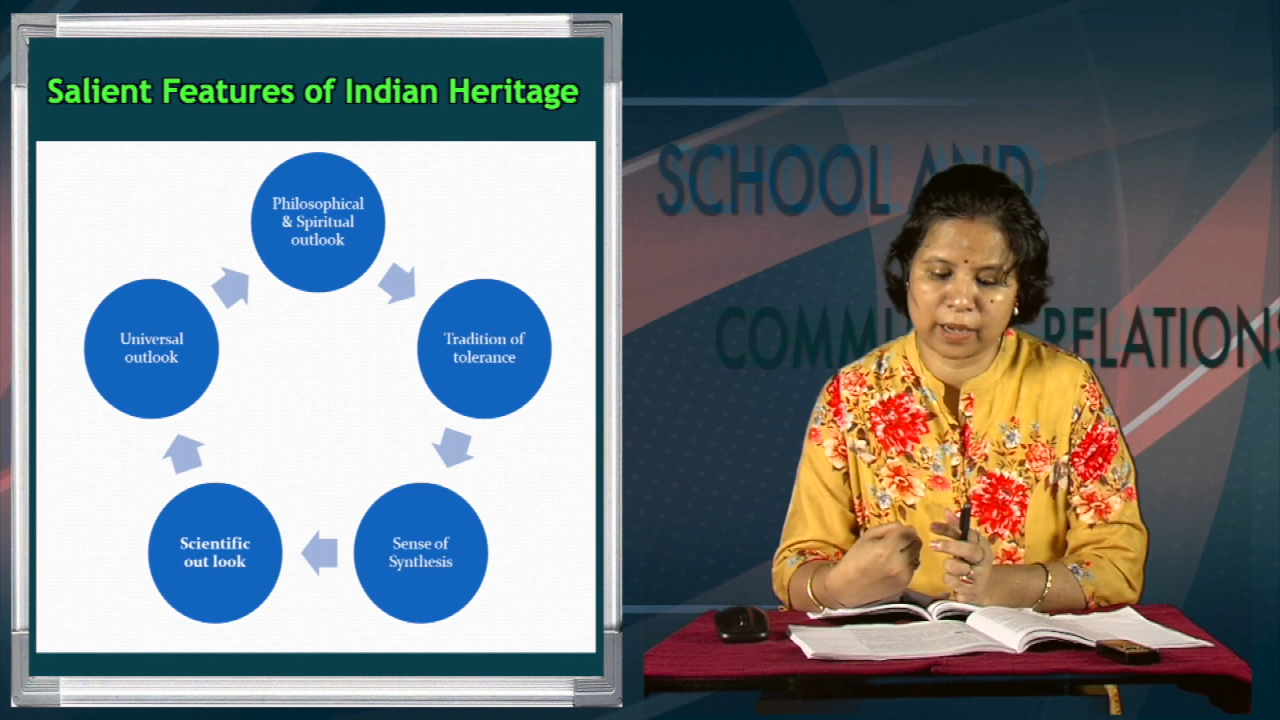 Salient Features of Indian Heritage
Philosophical
& Spiritual
outlook
Tradition of
tolerance
Sense of
Synthesis
Scientific
out look
Universal
outlook
SCHOOL AND
RELATION